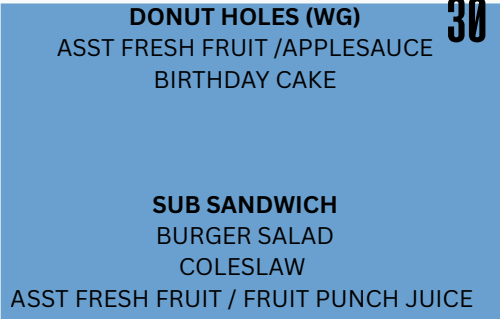 DONUT HOLES (WG)
30
ASST FRESH FRUIT /APPLESAUCE
BIRTHDAY CAKE
SUB SANDWICH
BURGER SALAD
COLESLAW
ASST FRESH FRUIT / FRUIT PUNCH JUICE